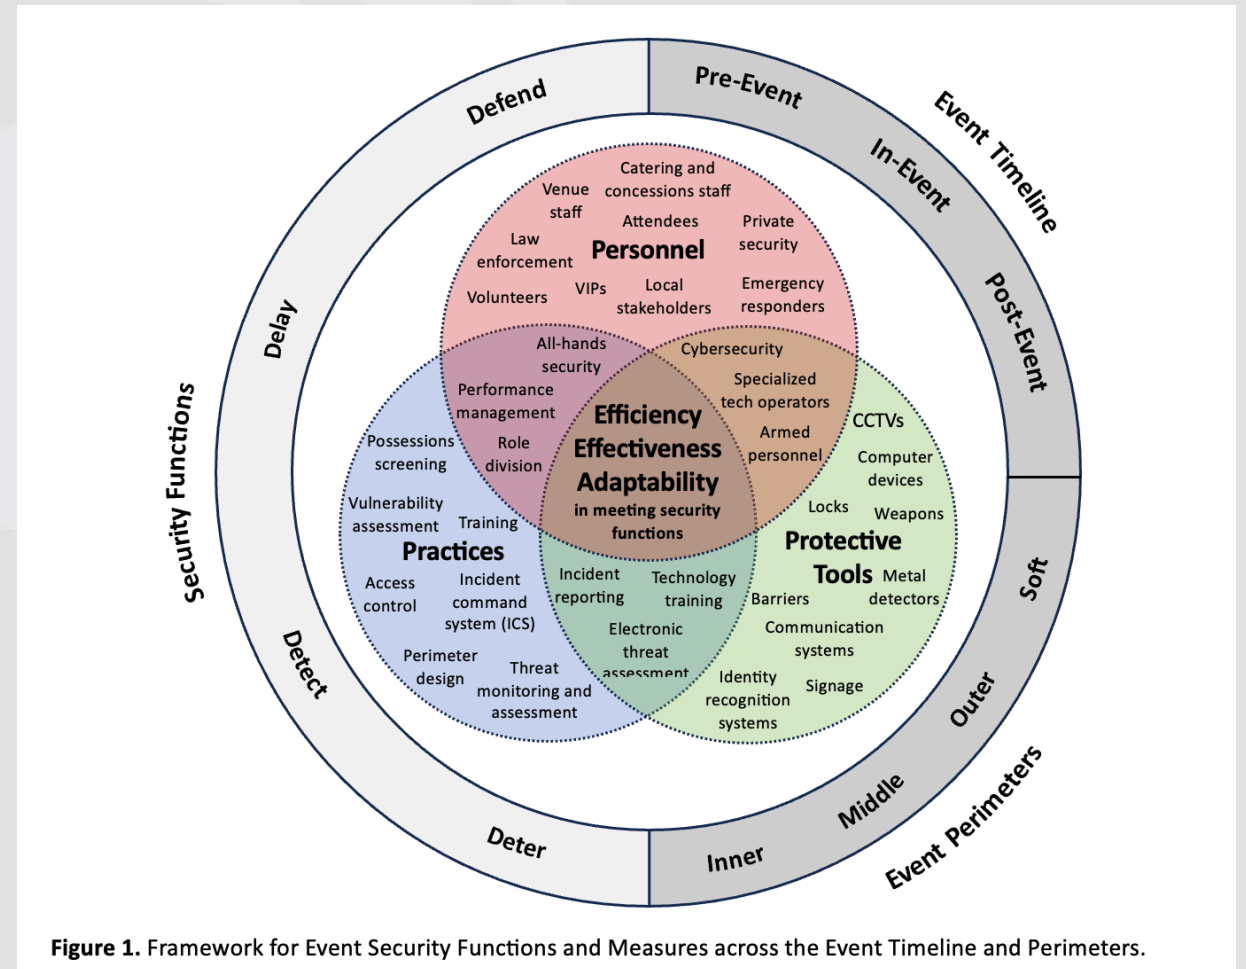 Defend
Pre-Event
In-Event
Post-Event
Event Timeline
Delay
Security Functions
Detect
Deter
Inner
Middle
Outer
Soft
Event Perimeters
Catering and
concessions staff
Venue
staff
Attendees
Private
security
Law
enforcement
Personnel
Volunteers
VIPs
Local
stakeholders
Emergency
responders
All-hands
security
Performance
management
Role
division
Cybersecurity
Specialized
tech operators
Armed
personnel
Efficiency
Effectiveness
Adaptability
in meeting security
functions
Possessions
screening
Vulnerability
assessment
Training
Practices
Access
control
Incident
command
system (ICS)
Perimeter
design
Threat
monitoring and
assessment
Incident
reporting
Technology
training
Electronic
threat
assessment
CCTVs
Computer
devices
Locks
Weapons
Protective
Tools
Metal
detectors
Barriers
Communication
systems
Identity
recognition
systems
Signage
Figure 1. Framework for Event Security Functions and Measures across the Event Timeline and Perimeters.